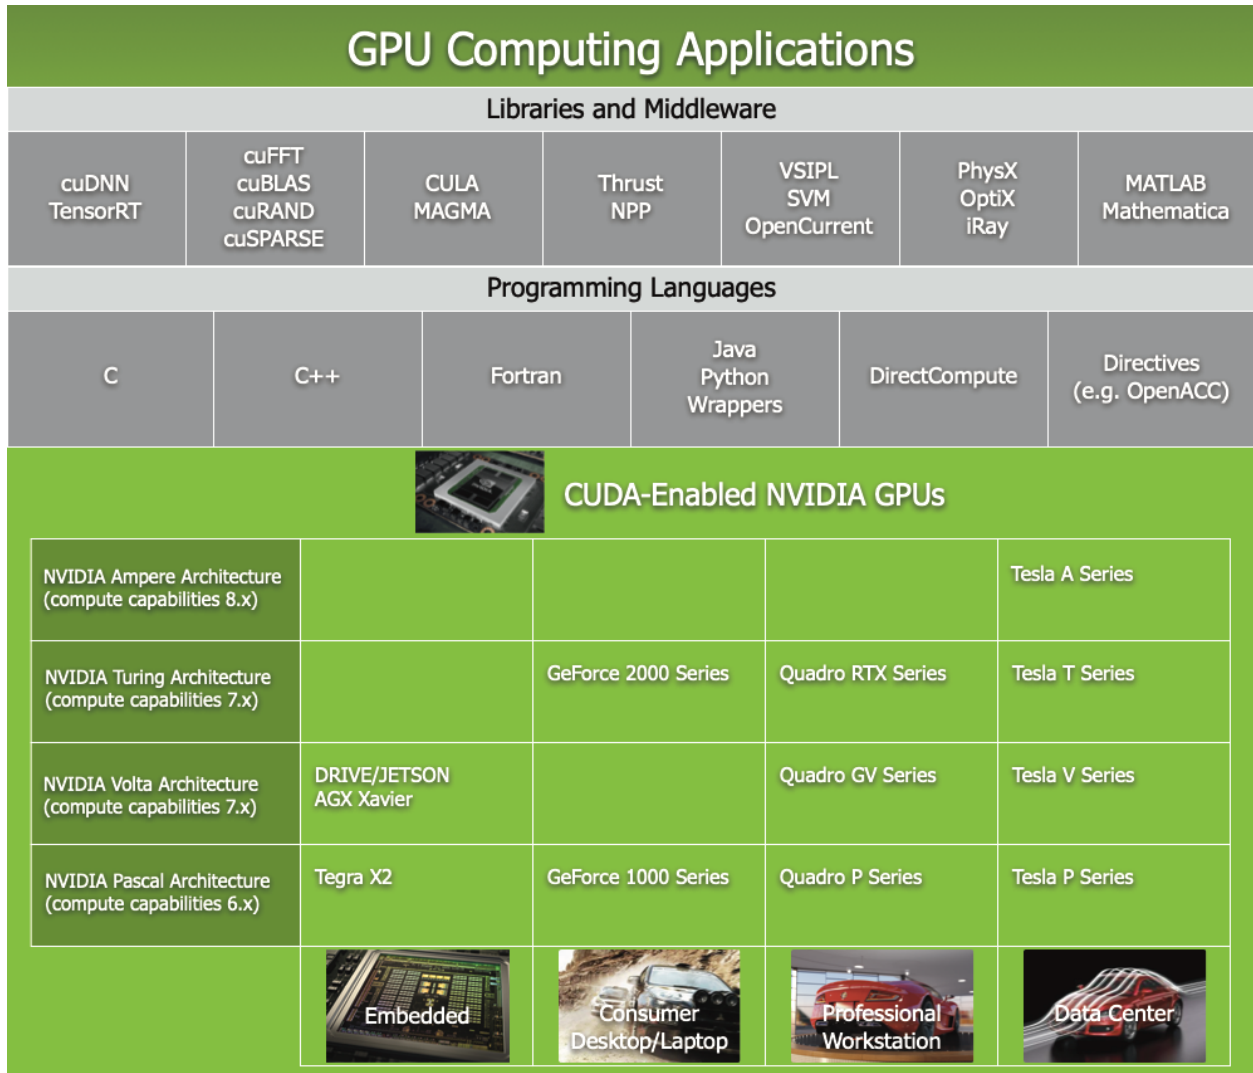 GPU Computing Applications
Libraries and Middleware
cuDNN
TensorRT
cuFFT
cuBLAS
cuRAND
cuSPARSE
CULA
MAGMA
Thrust
NPP
VSIPL
SVM
OpenCurrent
PhysX
OptiX
iRay
MATLAB
Mathematica
Programming Languages
C
C++
Fortran
Java
Python
Wrappers
DirectCompute
Directives
(e.g. OpenACC)
CUDA-Enabled NVIDIA GPUs
NVIDIA Ampere Architecture
(compute capabilities 8.x)
Tesla A Series
NVIDIA Turing Architecture
(compute capabilities 7.x)
GeForce 2000 Series
Quadro RTX Series
Tesla T Series
NVIDIA Volta Architecture
(compute capabilities 7.x)
DRIVE/JETSON
AGX Xavier
Quadro GV Series
Tesla V Series
NVIDIA Pascal Architecture
(compute capabilities 6.x)
Tegra X2
GeForce 1000 Series
Quadro P Series
Tesla P Series
Embedded
Consumer
Desktop/Laptop
Professional
Workstation
Data Center